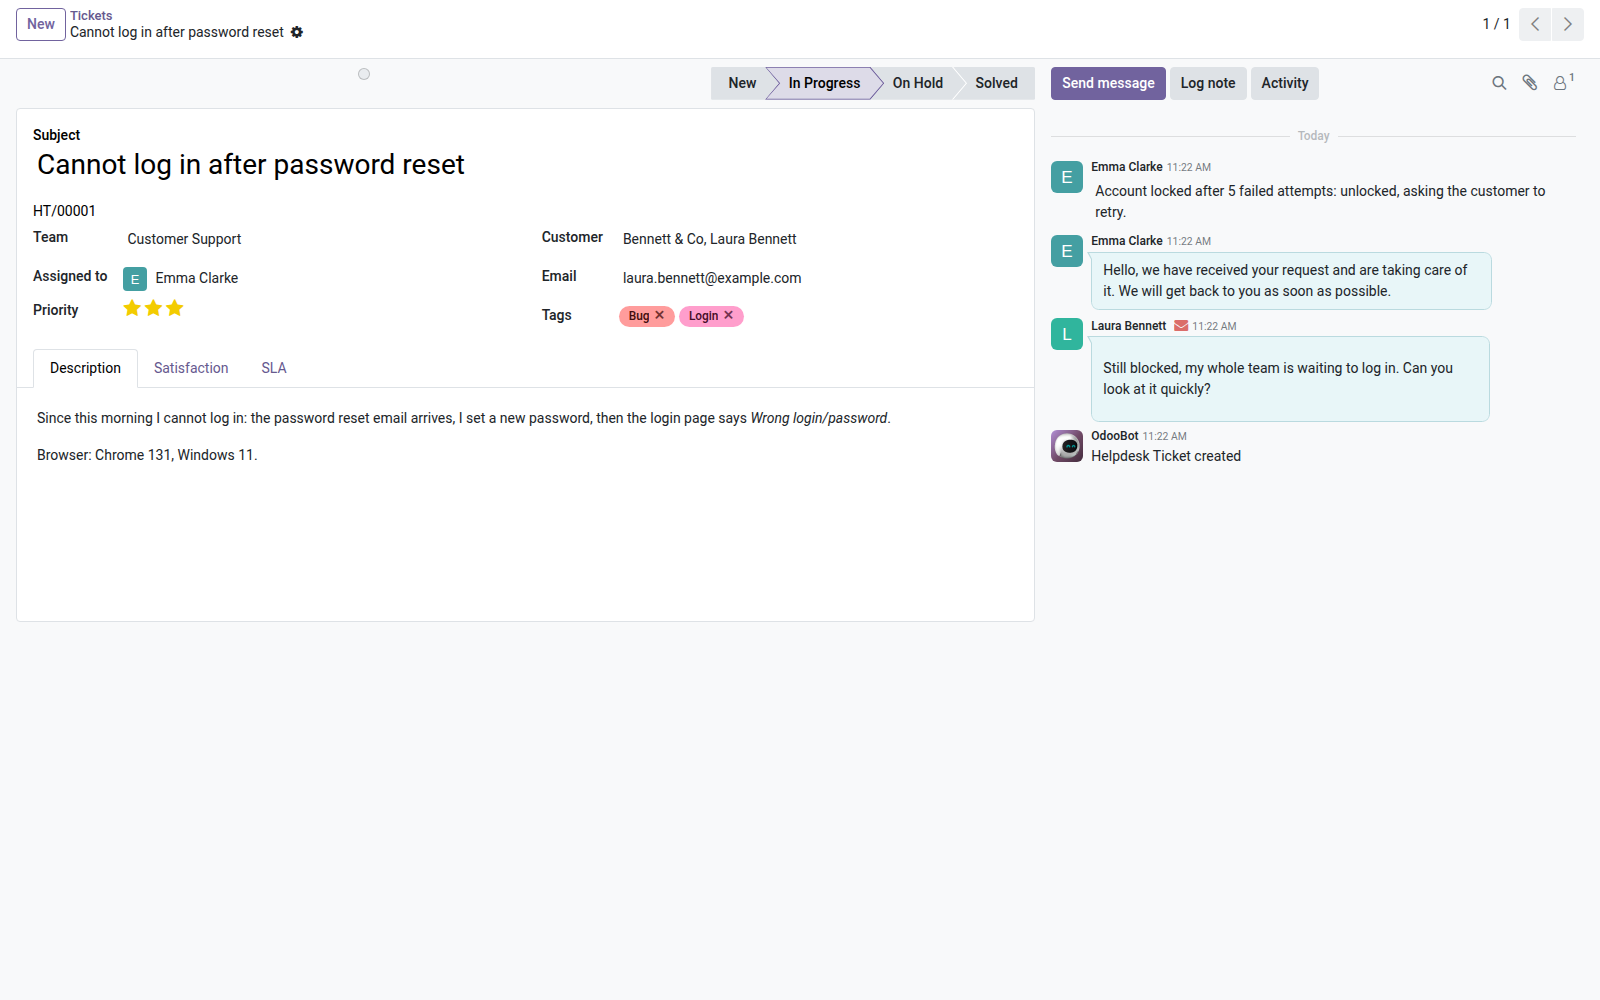 New
Tickets
Cannot log in after password reset
1 / 1
New
In Progress
On Hold
Solved
Send message
Log note
Activity
1
Subject
Cannot log in after password reset
HT/00001
Team
Customer Support
Assigned to
E
Emma Clarke
Priority
Customer
Bennett & Co, Laura Bennett
Email
laura.bennett@example.com
Tags
Bug ✕
Login ✕
Description
Satisfaction
SLA
Since this morning I cannot log in: the password reset email arrives, I set a new password, then the login page says Wrong login/password.
Browser: Chrome 131, Windows 11.
Today
E
Emma Clarke 11:22 AM
Account locked after 5 failed attempts: unlocked, asking the customer to
retry.
E
Emma Clarke 11:22 AM
Hello, we have received your request and are taking care of
it. We will get back to you as soon as possible.
L
Laura Bennett 11:22 AM
Still blocked, my whole team is waiting to log in. Can you
look at it quickly?
OdooBot 11:22 AM
Helpdesk Ticket created